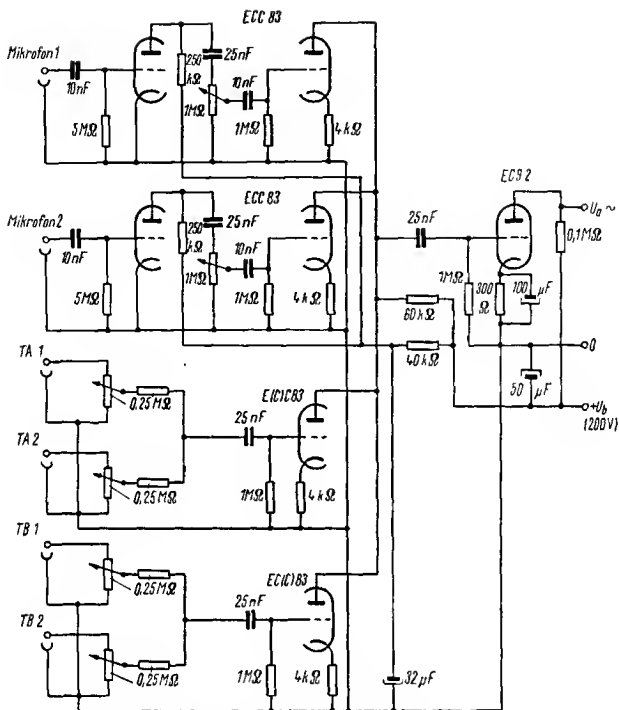 ECC 83
Mikrofon 1
10nF
5MΩ
250 kΩ
25nF
1MΩ
10nF
1MΩ
4kΩ
ECC 83
Mikrofon 2
10nF
5MΩ
250 kΩ
25nF
1MΩ
10nF
1MΩ
4kΩ
EC92
25nF
1MΩ
300 Ω
100 µF
0,1MΩ
Ua ~
60kΩ
40kΩ
50 µF
0
+Ub
(200V)
TA 1
0,25MΩ
TA 2
0,25MΩ
25nF
E(C)C83
1MΩ
4kΩ
TB 1
0,25MΩ
TB 2
0,25MΩ
25nF
EC(C)83
1MΩ
4kΩ
32µF